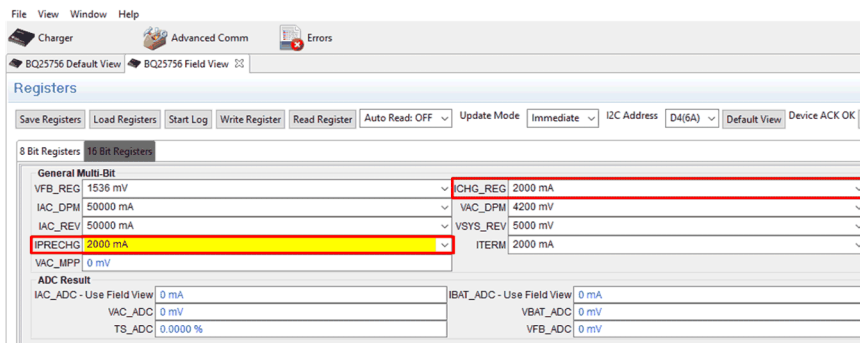 File View Window Help
Charger Advanced Comm Errors
BQ25756 Default View BQ25756 Field View
Registers
Save Registers Load Registers Start Log Write Register Read Register Auto Read: OFF Update Mode Immediate I2C Address D4(6A) Default View Device ACK OK
8 Bit Registers 16 Bit Registers
General Multi-Bit
VFB_REG 1536 mV ICHG_REG 2000 mA
IAC_DPM 50000 mA VAC_DPM 4200 mV
IAC_REV 50000 mA VSYS_REV 5000 mV
IPRECHG 2000 mA ITERM 2000 mA
VAC_MPP 0 mV
ADC Result
IAC_ADC - Use Field View 0 mA IBAT_ADC - Use Field View 0 mA
VAC_ADC 0 mV VBAT_ADC 0 mV
TS_ADC 0.0000 % VFB_ADC 0 mV